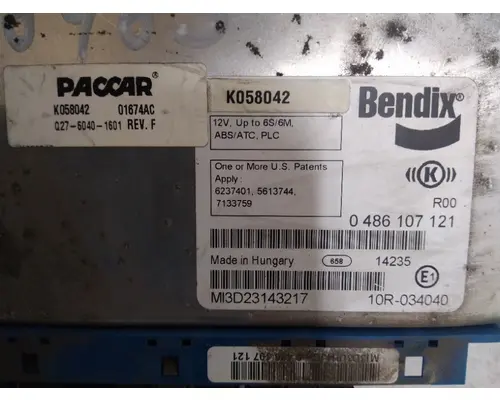 PACCAR®
K058042 01674AC
Q27-6040-1601 REV. F
K058042
Bendix®
12V, Up to 6S/6M,
ABS/ATC, PLC
One or More U.S. Patents
Apply :
6237401, 5613744,
7133759
K
R00
0 486 107 121
Made in Hungary 658 14235
E1
MI3D23143217 10R-034040